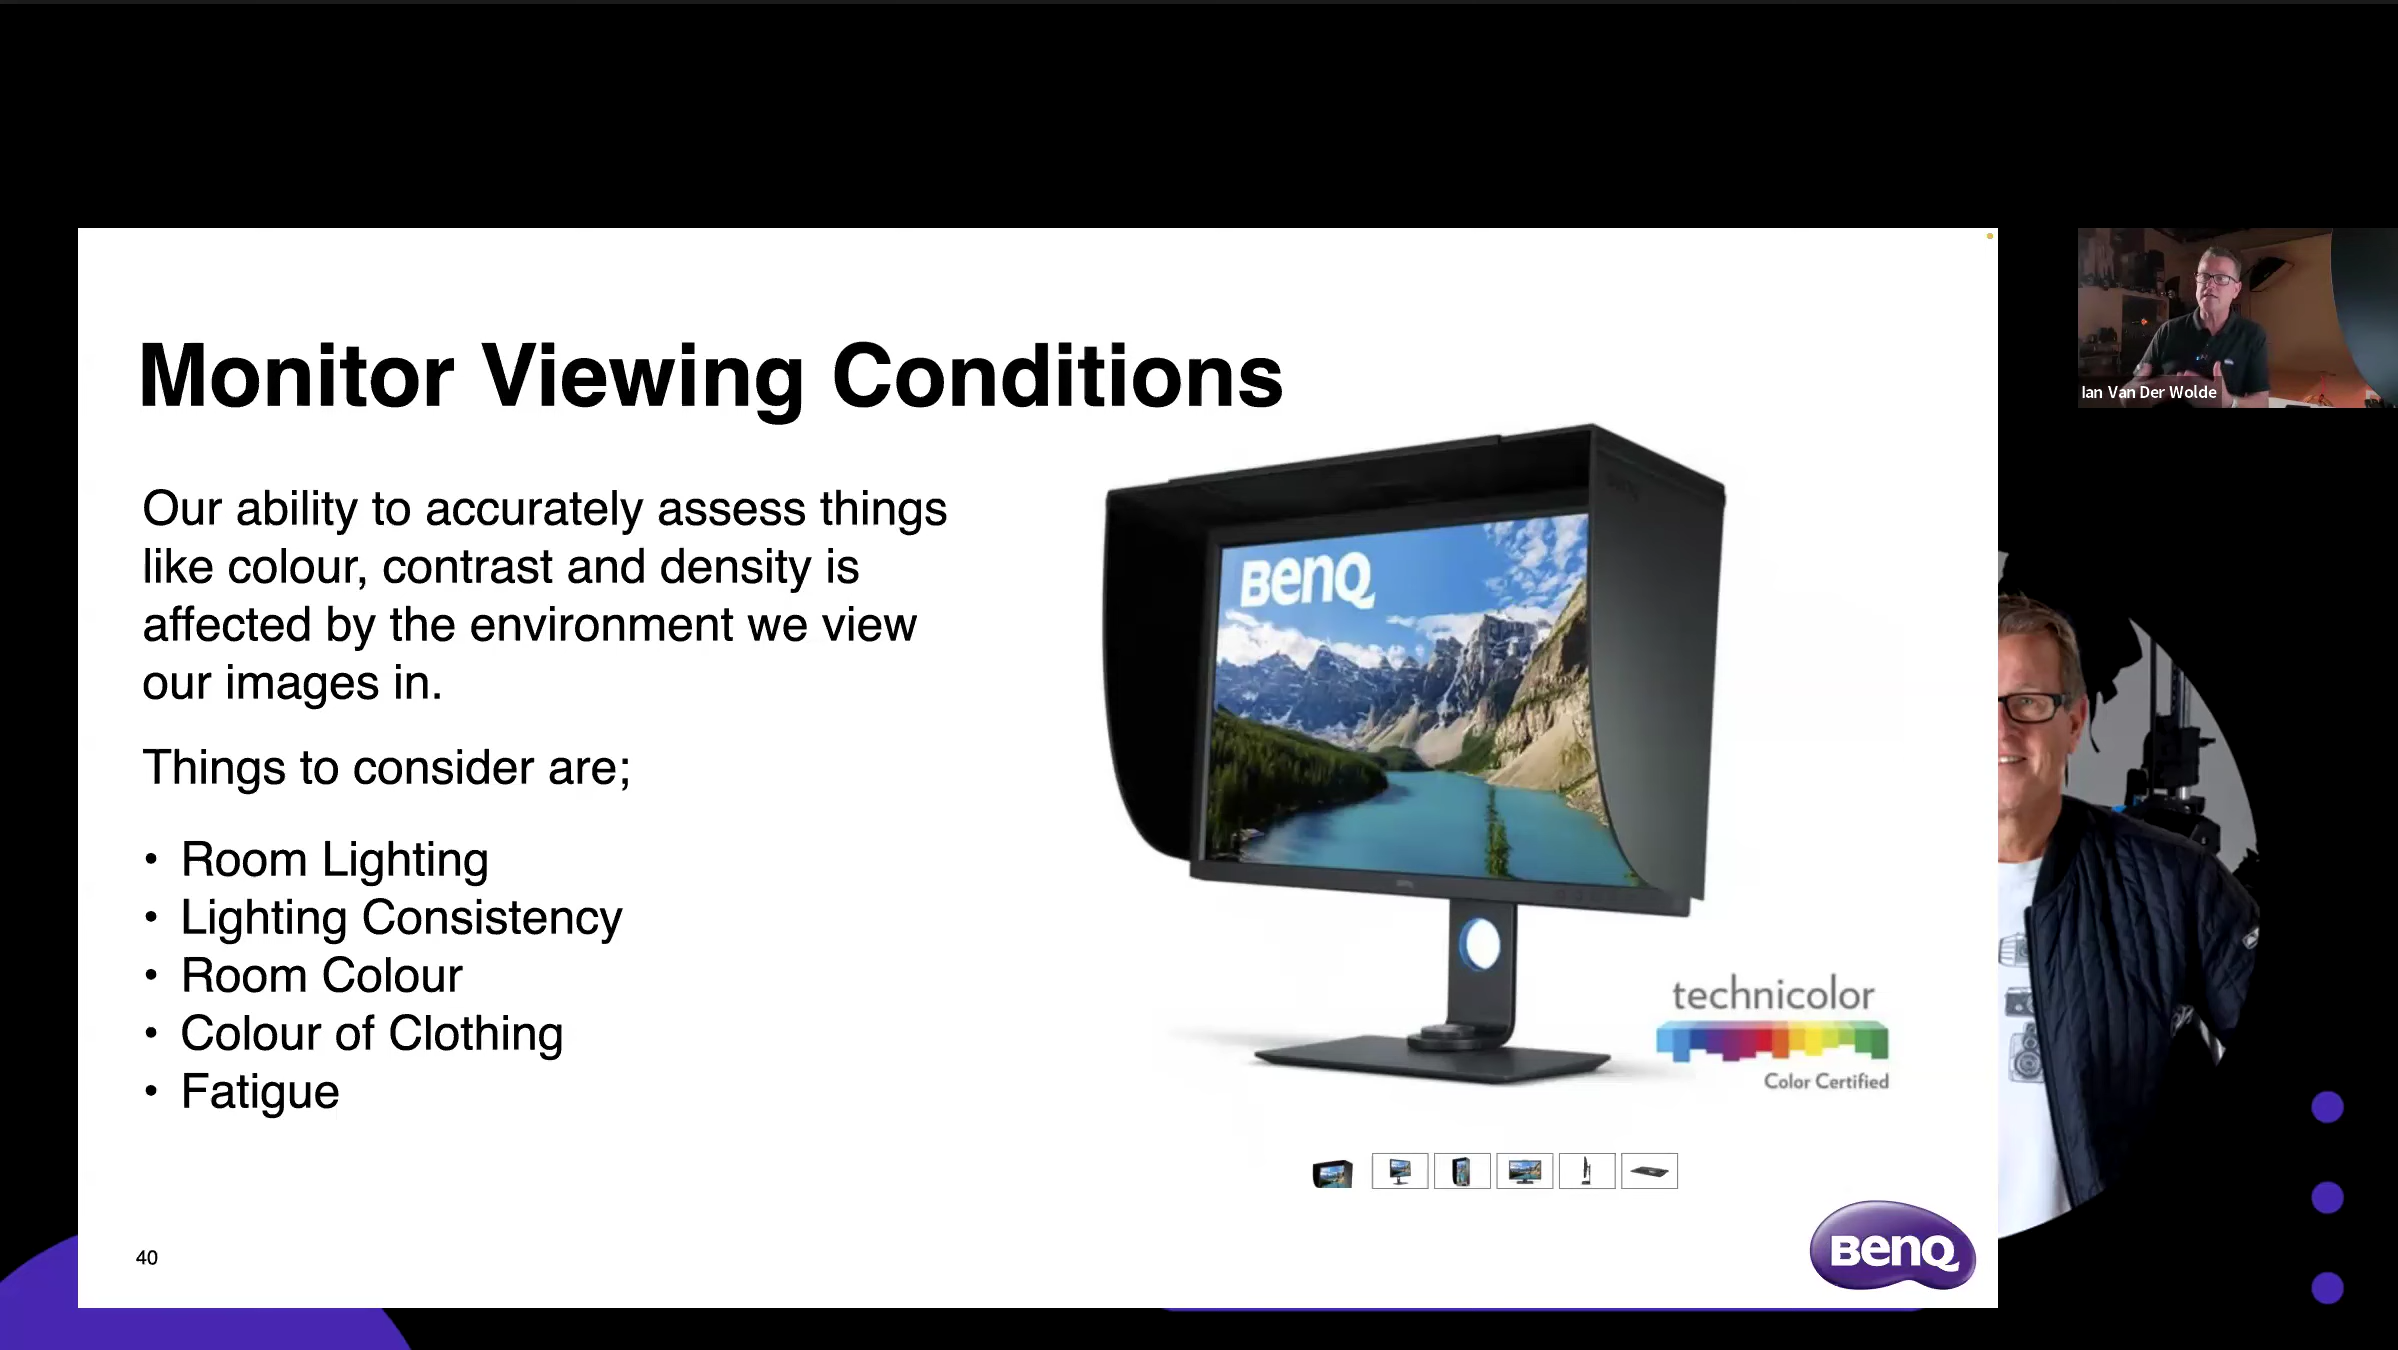 Monitor Viewing Conditions
Our ability to accurately assess things
like colour, contrast and density is
affected by the environment we view
our images in.
Things to consider are;
• Room Lighting
• Lighting Consistency
• Room Colour
• Colour of Clothing
• Fatigue
BenQ
technicolor
Color Certified
40
BenQ
Ian Van Der Wolde